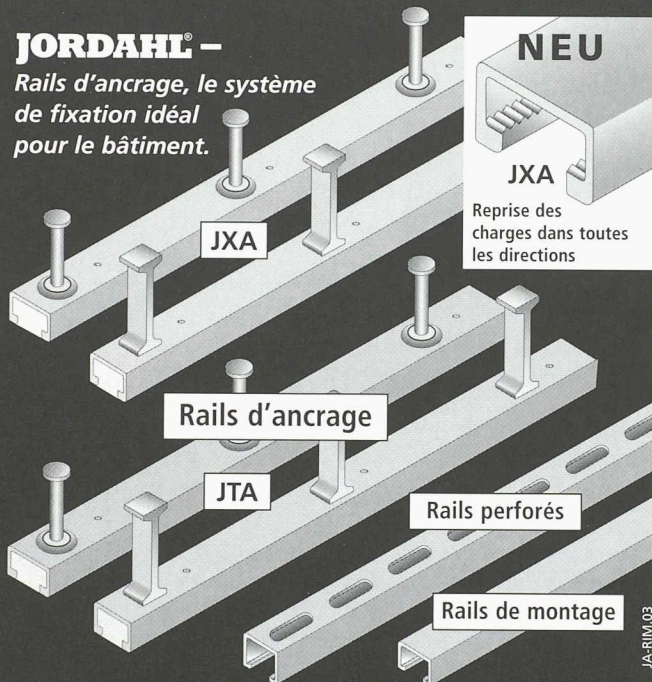 JORDAHL® –
Rails d'ancrage, le système
de fixation idéal
pour le bâtiment.
NEU
JXA
Reprise des
charges dans toutes
les directions
JXA
Rails d'ancrage
JTA
Rails perforés
Rails de montage
JA-RIM.03